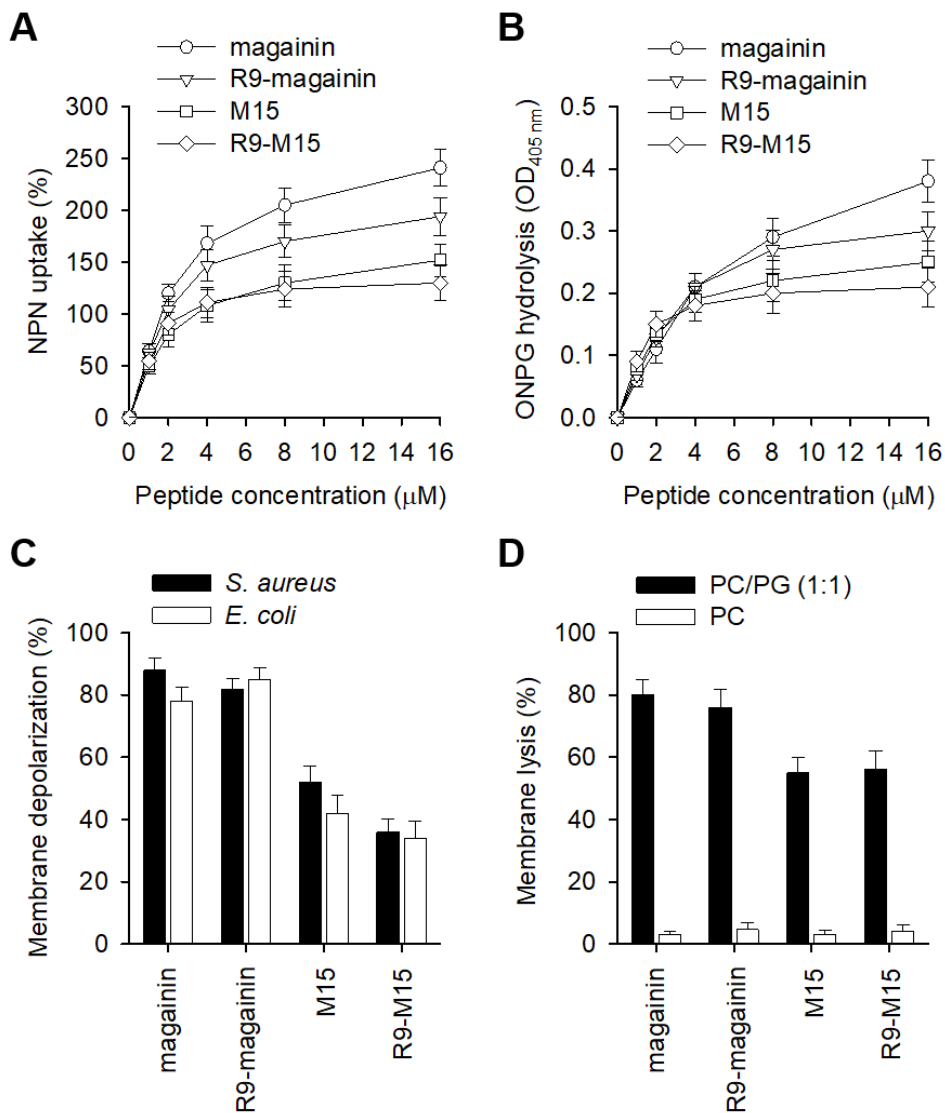 A
magainin
R9-magainin
M15
R9-M15
NPN uptake (%)
300
250
200
150
100
50
0
0 2 4 6 8 10 12 14 16
Peptide concentration (μM)
B
magainin
R9-magainin
M15
R9-M15
ONPG hydrolysis (OD405 nm)
0.5
0.4
0.3
0.2
0.1
0.0
0 2 4 6 8 10 12 14 16
Peptide concentration (μM)
C
S. aureus
E. coli
Membrane depolarization (%)
100
80
60
40
20
0
magainin
R9-magainin
M15
R9-M15
D
PC/PG (1:1)
PC
Membrane lysis (%)
100
80
60
40
20
0
magainin
R9-magainin
M15
R9-M15